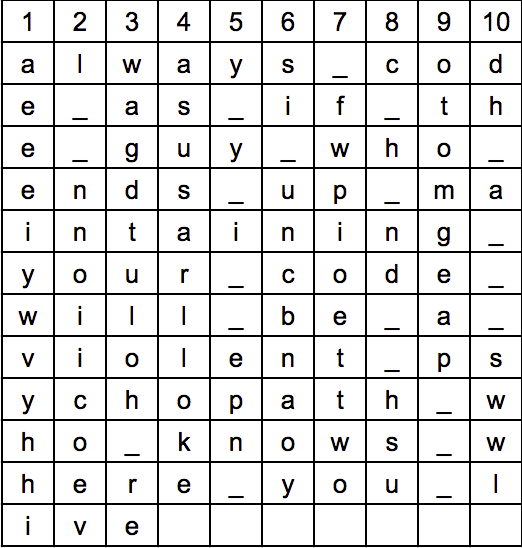 1 2 3 4 5 6 7 8 9 10
a l w a y s _ c o d
e _ a s _ i f _ t h
e _ g u y _ w h o _
e n d s _ u p _ m a
i n t a i n i n g _
y o u r _ c o d e _
w i l l _ b e _ a _
v i o l e n t _ p s
y c h o p a t h _ w
h o _ k n o w s _ w
h e r e _ y o u _ l
i v e